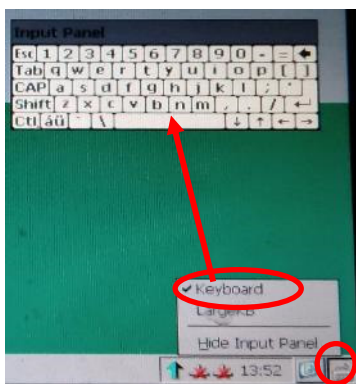 Input Panel
Esc 1 2 3 4 5 6 7 8 9 0 - =
Tab q w e r t y u i o p [ ]
CAP a s d f g h j k l ; '
Shift z x c v b n m , . /
Ctl áü ` \
Keyboard
LargeKB
Hide Input Panel
13:52